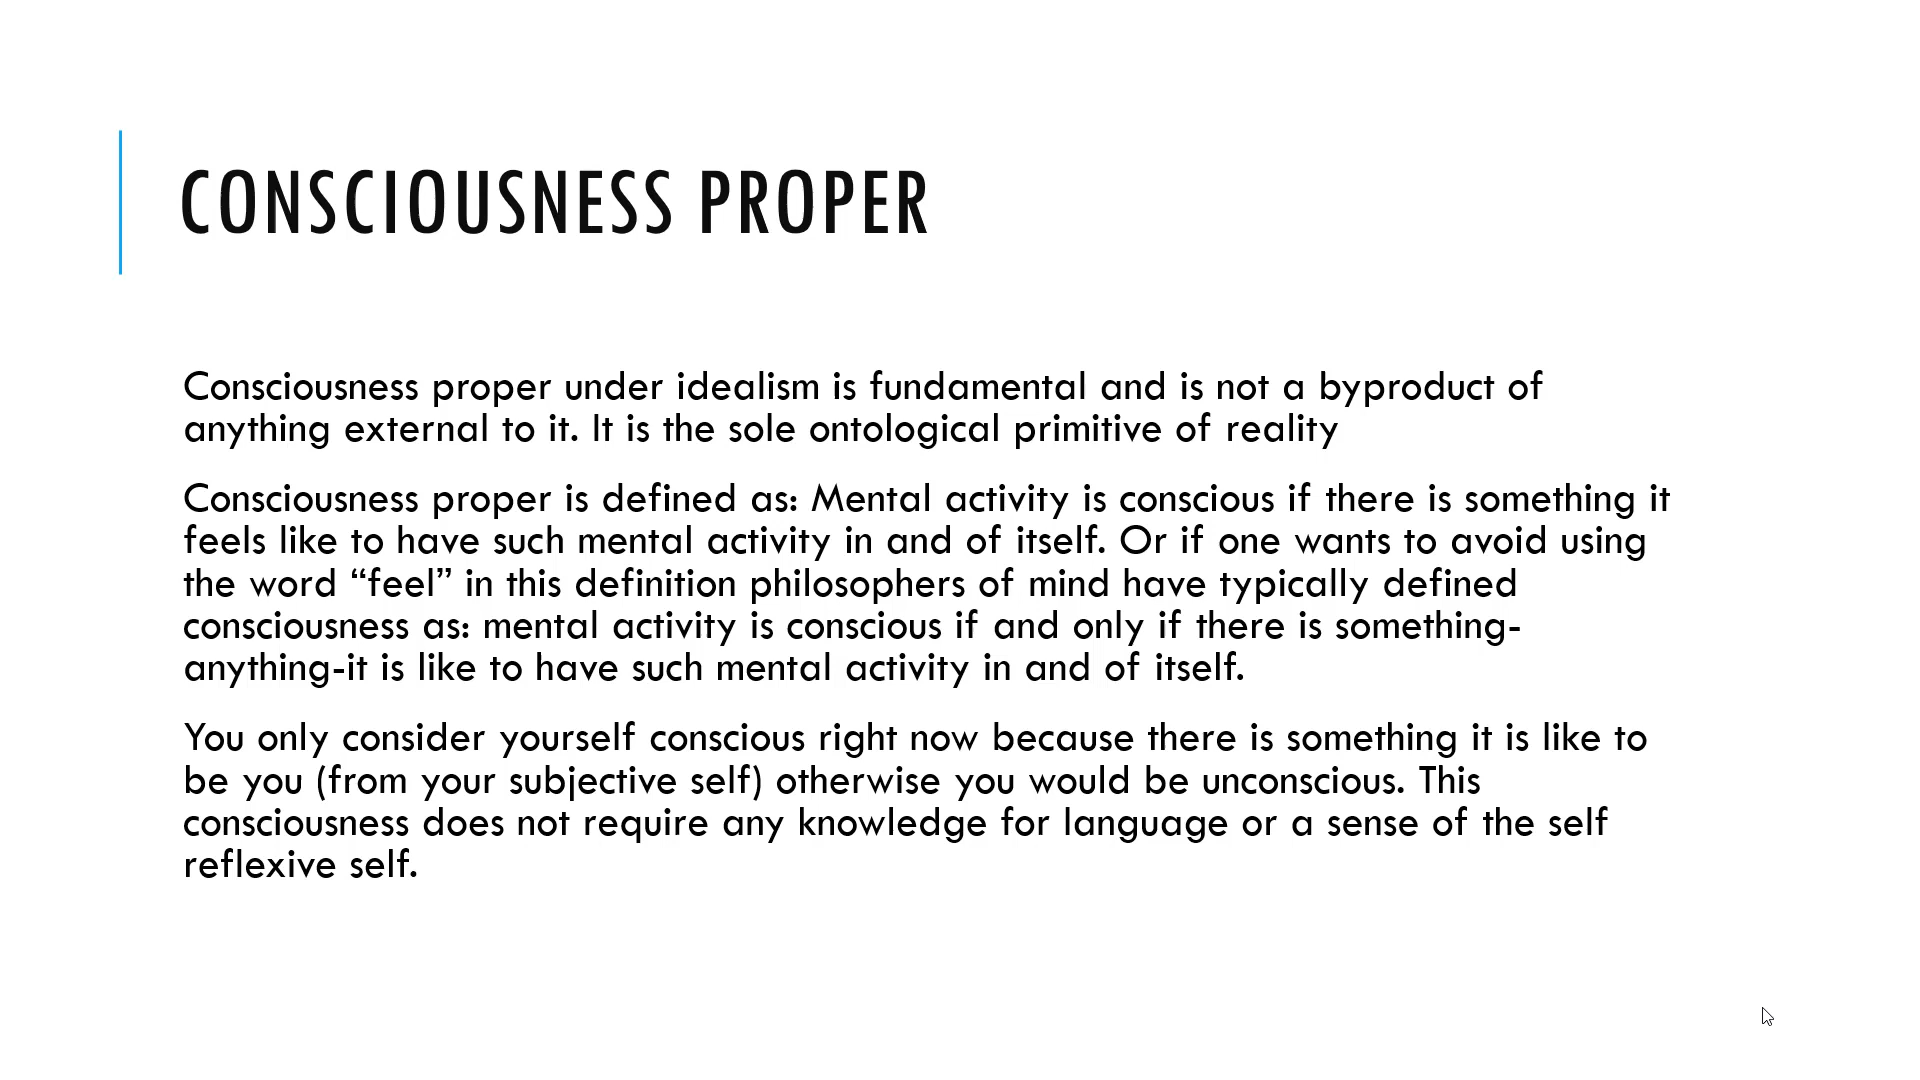 CONSCIOUSNESS PROPER
Consciousness proper under idealism is fundamental and is not a byproduct of
anything external to it. It is the sole ontological primitive of reality
Consciousness proper is defined as: Mental activity is conscious if there is something it
feels like to have such mental activity in and of itself. Or if one wants to avoid using
the word “feel” in this definition philosophers of mind have typically defined
consciousness as: mental activity is conscious if and only if there is something-
anything-it is like to have such mental activity in and of itself.
You only consider yourself conscious right now because there is something it is like to
be you (from your subjective self) otherwise you would be unconscious. This
consciousness does not require any knowledge for language or a sense of the self
reflexive self.